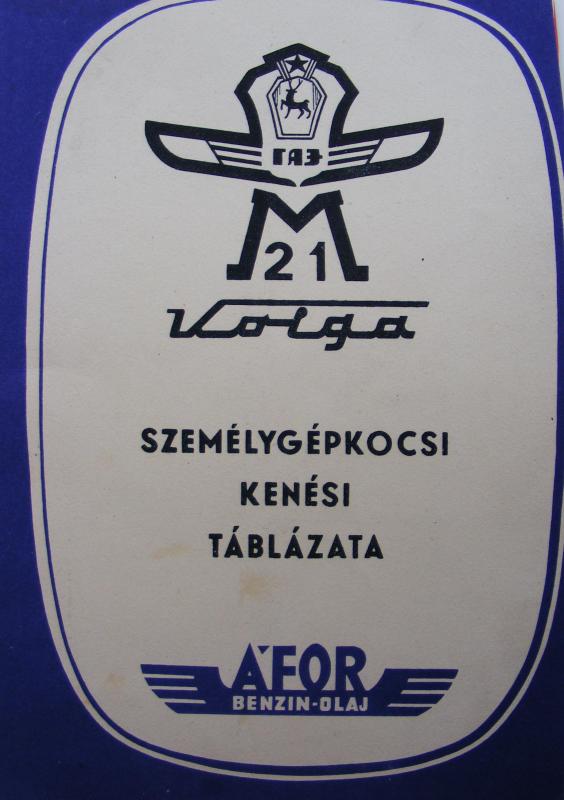 ГАЗ
М
21
Volga
SZEMÉLYGÉPKOCSI
KENÉSI
TÁBLÁZATA
ÁFOR
BENZIN-OLAJ